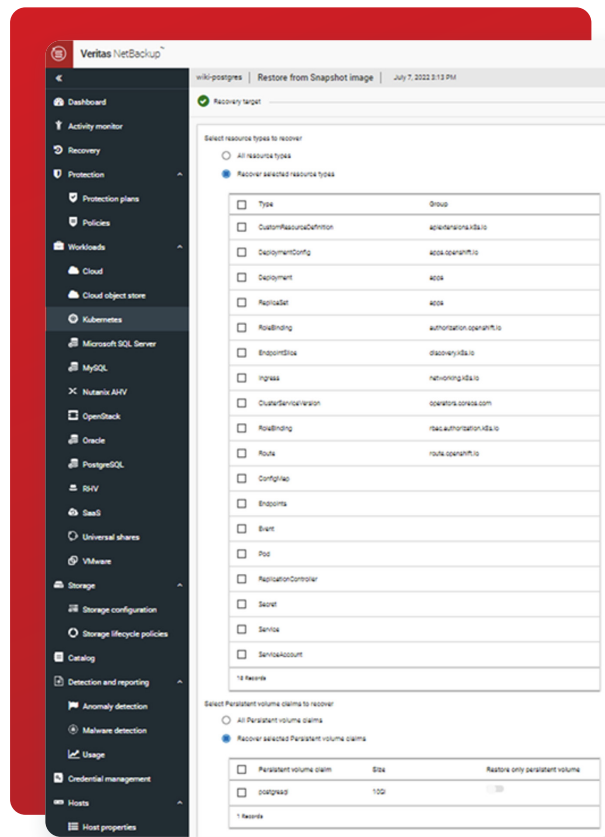 Veritas NetBackup™
wiki-postgres | Restore from Snapshot image | July 7, 2022 3:13 PM
Recovery target
Dashboard
Activity monitor
Recovery
Protection
Protection plans
Policies
Workloads
Cloud
Cloud object store
Kubernetes
Microsoft SQL Server
MySQL
Nutanix AHV
OpenStack
Oracle
PostgreSQL
RHV
SaaS
Universal shares
VMware
Storage
Storage configuration
Storage lifecycle policies
Catalog
Detection and reporting
Anomaly detection
Malware detection
Usage
Credential management
Hosts
Host properties
Select resource types to recover
All resource types
Recover selected resource types
Type Group
CustomResourceDefinition apiextensions.k8s.io
DeploymentConfig apps.openshift.io
Deployment apps
ReplicaSet apps
RoleBinding authorization.openshift.io
EndpointSlice discovery.k8s.io
Ingress networking.k8s.io
ClusterServiceVersion operators.coreos.com
RoleBinding rbac.authorization.k8s.io
Route route.openshift.io
ConfigMap
Endpoints
Event
Pod
ReplicationController
Secret
Service
ServiceAccount
18 Records
Select Persistent volume claims to recover
All Persistent volume claims
Recover selected Persistent volume claims
Persistent volume claim Size Restore only persistent volume
postgresql
1 Records